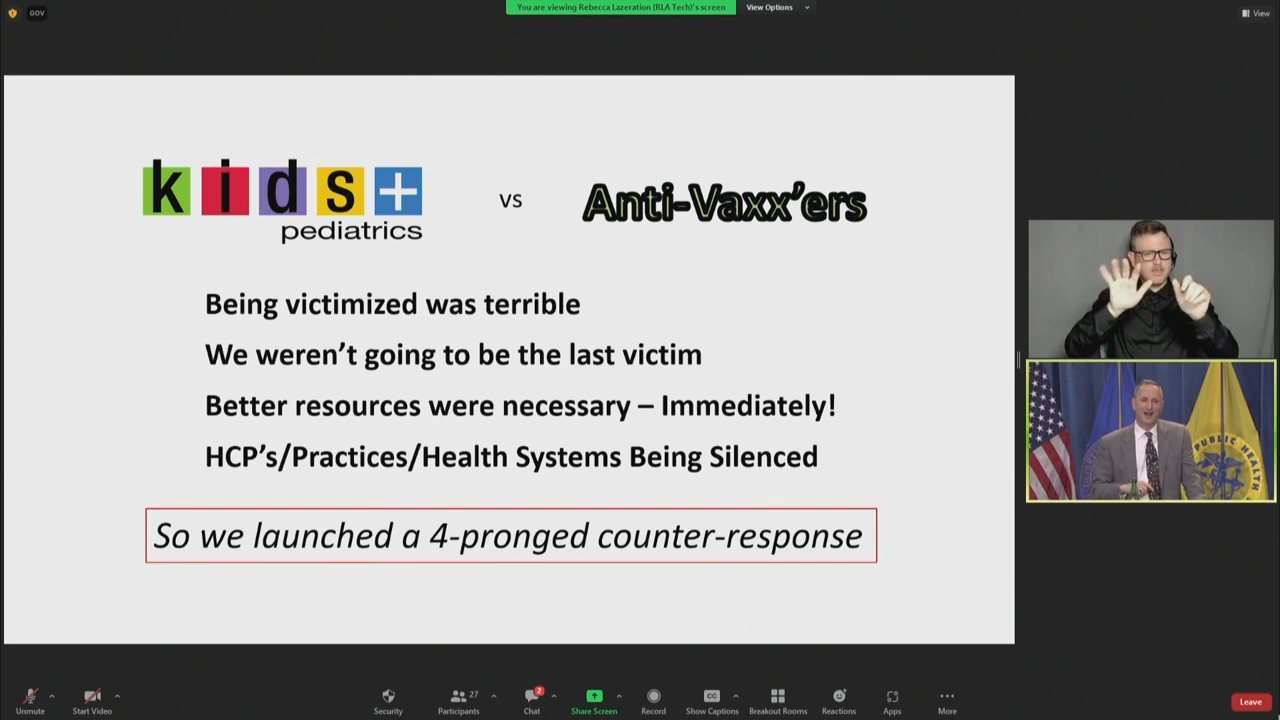 GOV
You are viewing Rebecca Lazeration (RLA Tech)'s screen
View Options
View
kids+
pediatrics
vs
Anti-Vaxx'ers
Being victimized was terrible
We weren't going to be the last victim
Better resources were necessary – Immediately!
HCP's/Practices/Health Systems Being Silenced
So we launched a 4-pronged counter-response
PUBLIC HEALTH
Unmute
Start Video
Security
Participants
27
Chat
2
Share Screen
Record
CC
Show Captions
Breakout Rooms
Reactions
Apps
More
Leave